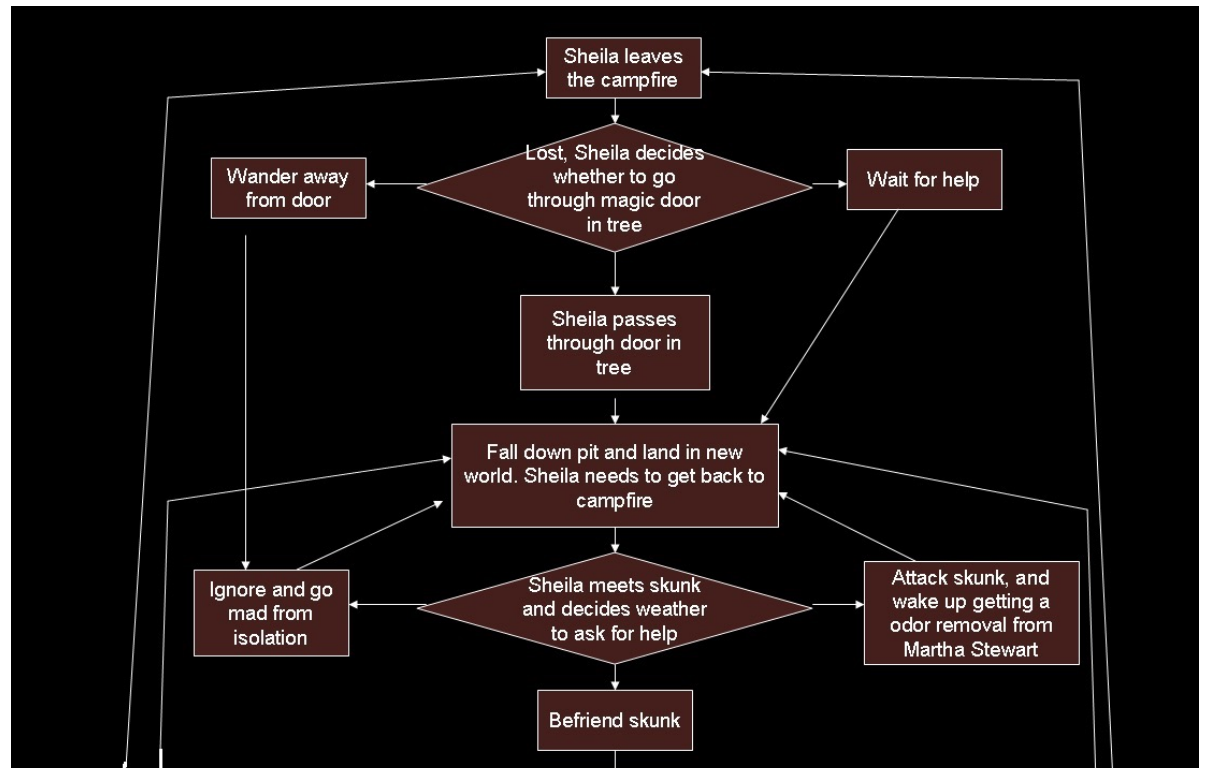 Sheila leaves
the campfire
Lost, Sheila decides
whether to go
through magic door
in tree
Wander away
from door
Wait for help
Sheila passes
through door in
tree
Fall down pit and land in new
world. Sheila needs to get back to
campfire
Ignore and go
mad from
isolation
Sheila meets skunk
and decides weather
to ask for help
Attack skunk, and
wake up getting a
odor removal from
Martha Stewart
Befriend skunk